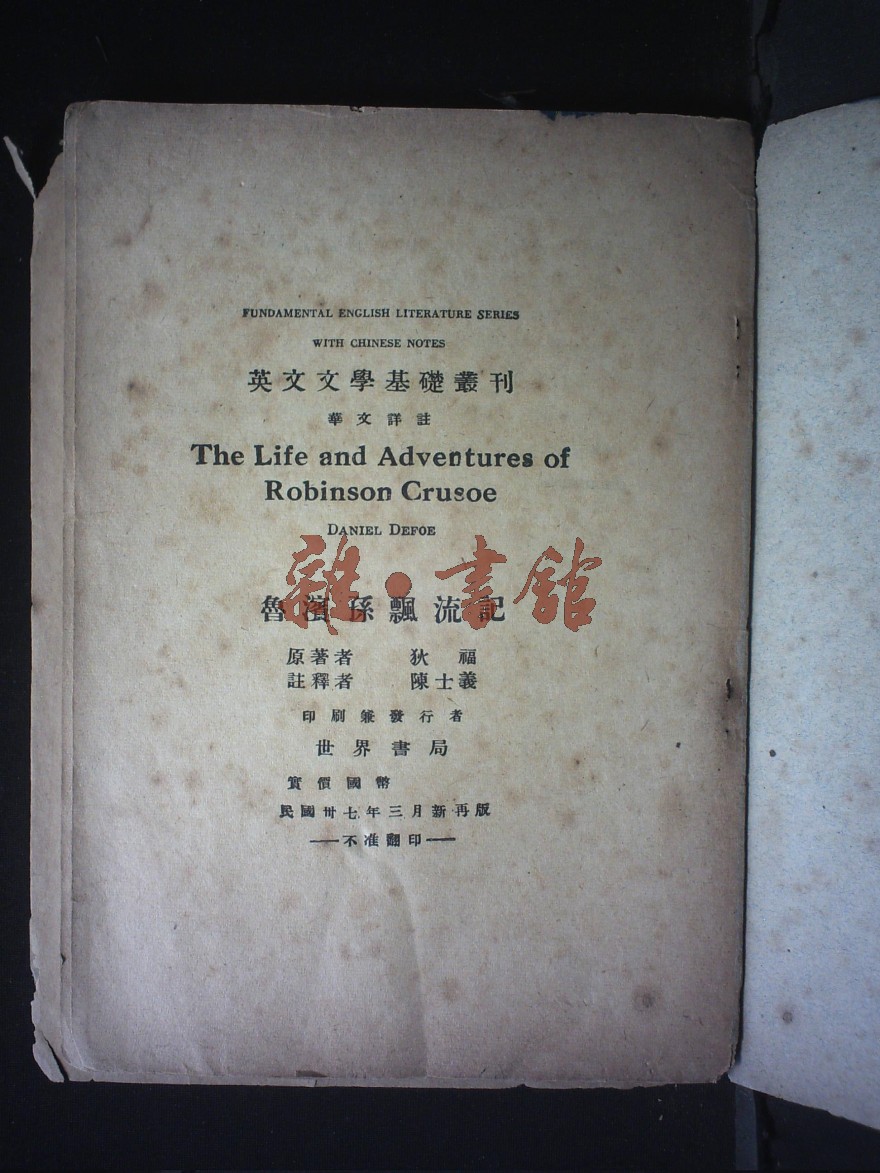 FUNDAMENTAL ENGLISH LITERATURE SERIES
WITH CHINESE NOTES
英文文學基礎叢刊
華文詳註
The Life and Adventures of
Robinson Crusoe
DANIEL DEFOE
雜·書館
魯濱孫飄流記
原著者 狄福
註釋者 陳士義
印刷兼發行者
世界書局
實價國幣
民國卅七年三月新再版
——不准翻印——